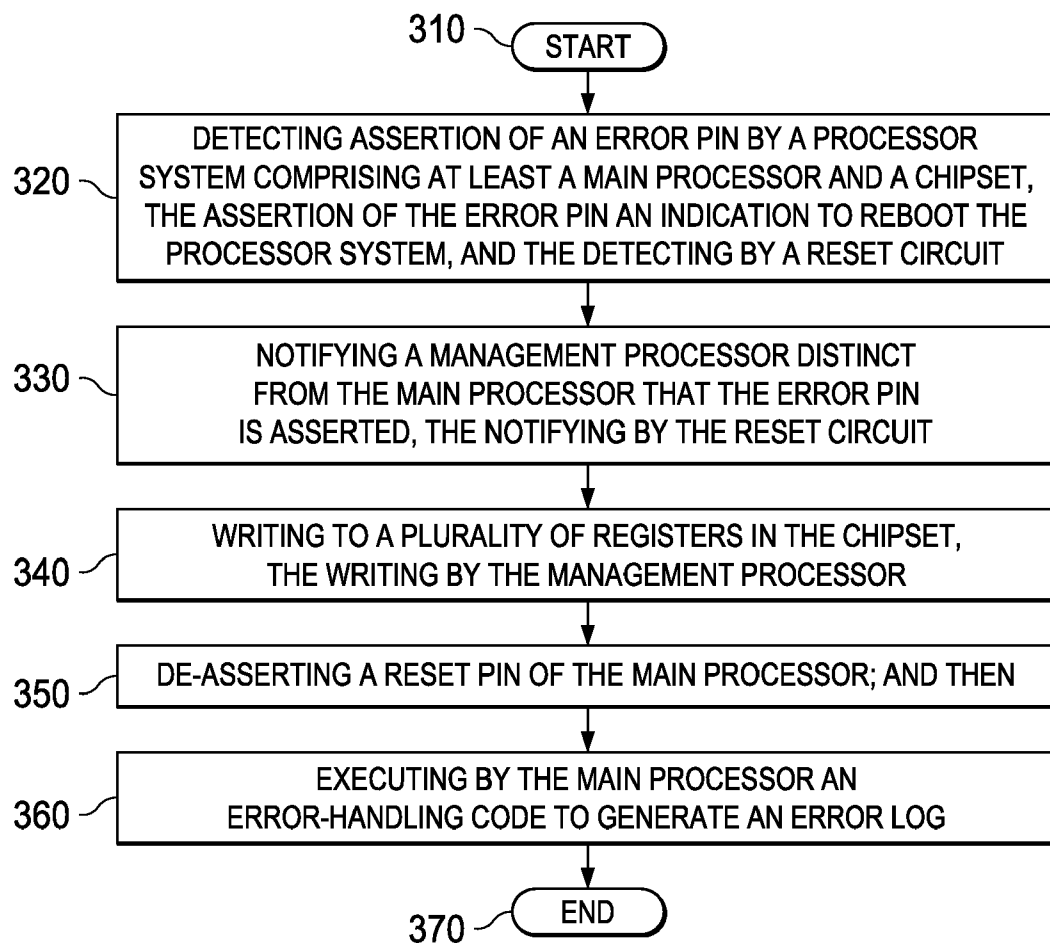 310
START
320
DETECTING ASSERTION OF AN ERROR PIN BY A PROCESSOR
SYSTEM COMPRISING AT LEAST A MAIN PROCESSOR AND A CHIPSET,
THE ASSERTION OF THE ERROR PIN AN INDICATION TO REBOOT THE
PROCESSOR SYSTEM, AND THE DETECTING BY A RESET CIRCUIT
330
NOTIFYING A MANAGEMENT PROCESSOR DISTINCT
FROM THE MAIN PROCESSOR THAT THE ERROR PIN
IS ASSERTED, THE NOTIFYING BY THE RESET CIRCUIT
340
WRITING TO A PLURALITY OF REGISTERS IN THE CHIPSET,
THE WRITING BY THE MANAGEMENT PROCESSOR
350
DE-ASSERTING A RESET PIN OF THE MAIN PROCESSOR; AND THEN
360
EXECUTING BY THE MAIN PROCESSOR AN
ERROR-HANDLING CODE TO GENERATE AN ERROR LOG
370
END